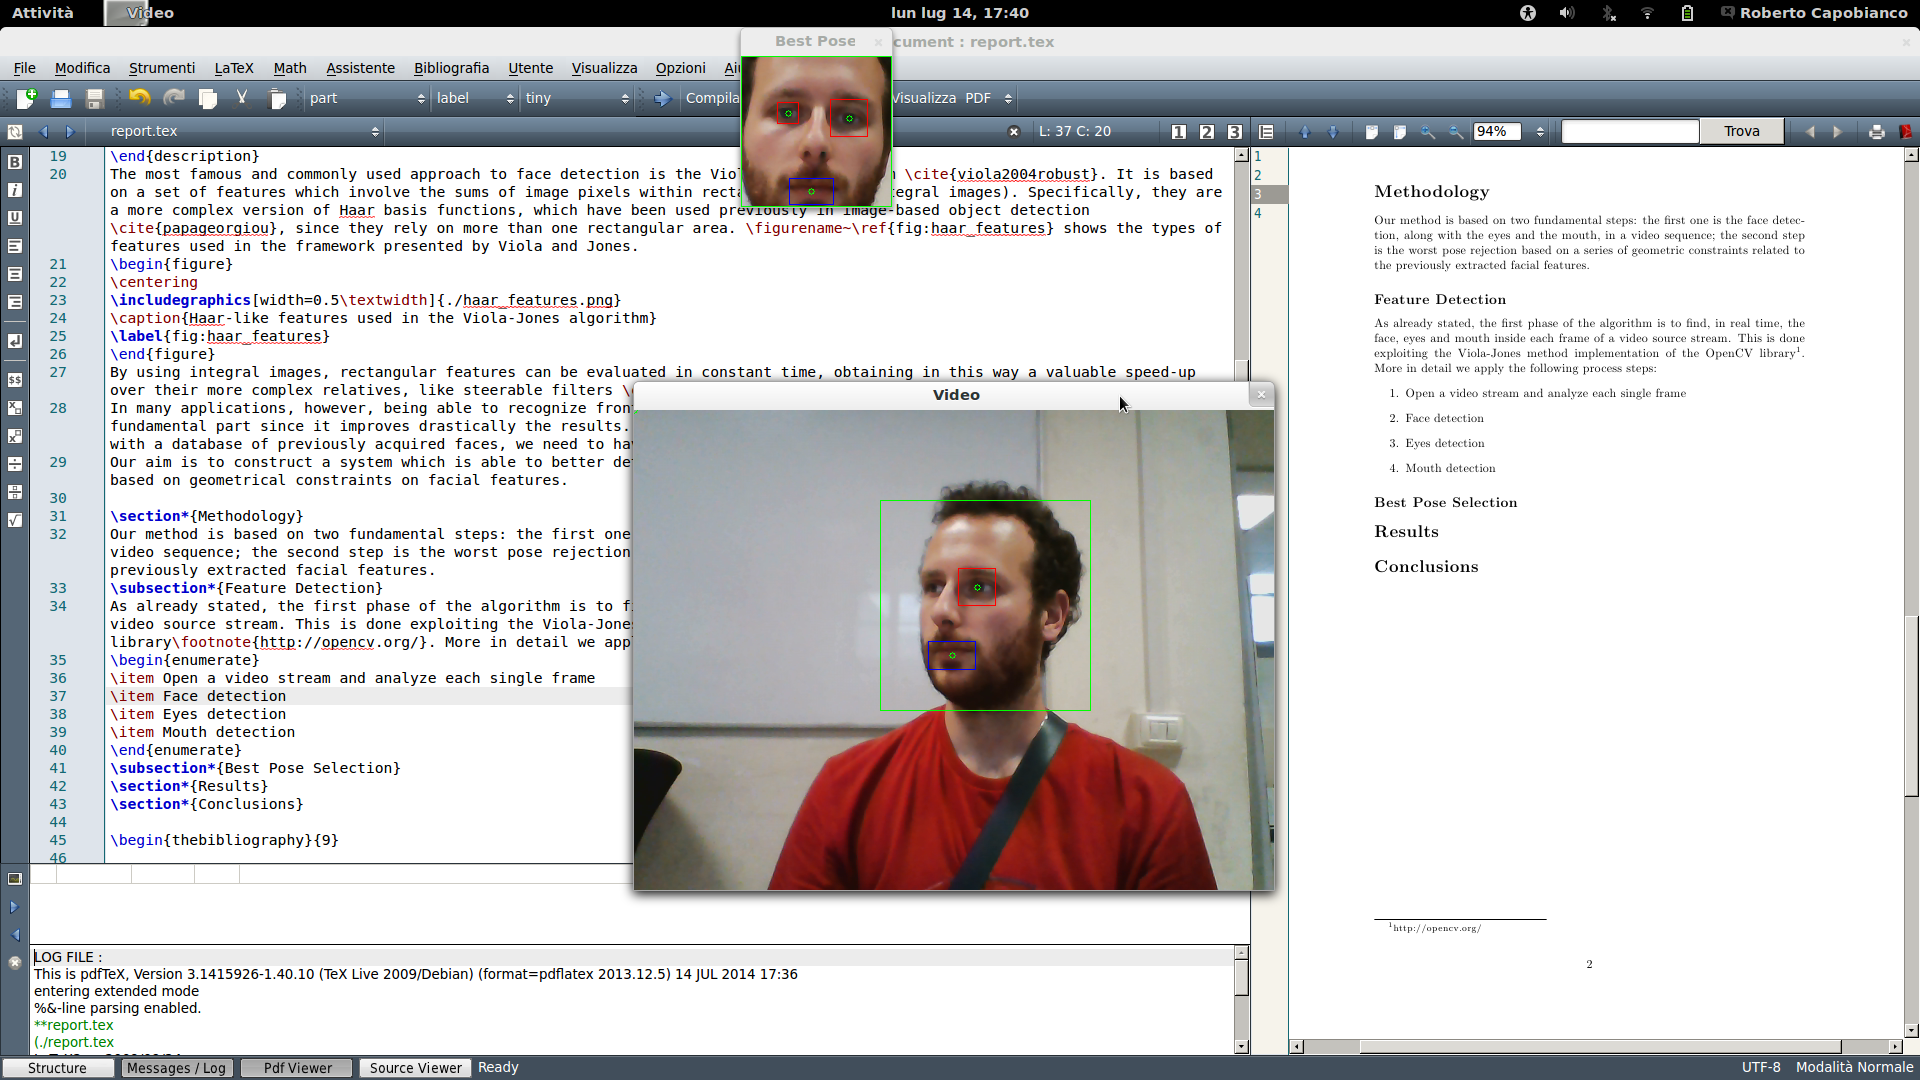 Attività Video lun lug 14, 17:40 Roberto Capobianco
Best Pose
cument : report.tex
File Modifica Strumenti LaTeX Math Assistente Bibliografia Utente Visualizza Opzioni
part label tiny Compila Visualizza PDF
report.tex L: 37 C: 20 1 2 3 94% Trova
19 \end{description}
20 The most famous and commonly used approach to face detection is the \cite{viola2004robust}. It is based
on a set of features which involve the sums of image pixels within egral images). Specifically, they are
a more complex version of Haar basis functions, which have been used previously in image-based object detection
\cite{papageorgiou}, since they rely on more than one rectangular area. \figurename~\ref{fig:haar_features} shows the types of
features used in the framework presented by Viola and Jones.
21 \begin{figure}
22 \centering
23 \includegraphics[width=0.5\textwidth]{./haar_features.png}
24 \caption{Haar-like features used in the Viola-Jones algorithm}
25 \label{fig:haar_features}
26 \end{figure}
27 By using integral images, rectangular features can be evaluated in constant time, obtaining in this way a valuable speed-up
over their more complex relatives, like steerable filters
28 In many applications, however, being able to recognize
fundamental part since it improves drastically the results.
with a database of previously acquired faces, we need to
29 Our aim is to construct a system which is able to better
based on geometrical constraints on facial features.
30
31 \section*{Methodology}
32 Our method is based on two fundamental steps: the first one
video sequence; the second step is the worst pose rejection
previously extracted facial features.
33 \subsection*{Feature Detection}
34 As already stated, the first phase of the algorithm is to
video source stream. This is done exploiting the Viola-Jones
library\footnote{http://opencv.org/}. More in detail we
35 \begin{enumerate}
36 \item Open a video stream and analyze each single frame
37 \item Face detection
38 \item Eyes detection
39 \item Mouth detection
40 \end{enumerate}
41 \subsection*{Best Pose Selection}
42 \section*{Results}
43 \section*{Conclusions}
44
45 \begin{thebibliography}{9}
46
Video
LOG FILE :
This is pdfTeX, Version 3.1415926-1.40.10 (TeX Live 2009/Debian) (format=pdflatex 2013.12.5) 14 JUL 2014 17:36
entering extended mode
%&-line parsing enabled.
**report.tex
(./report.tex
1
2
3
4
Methodology
Our method is based on two fundamental steps: the first one is the face detec-
tion, along with the eyes and the mouth, in a video sequence; the second step
is the worst pose rejection based on a series of geometric constraints related to
the previously extracted facial features.
Feature Detection
As already stated, the first phase of the algorithm is to find, in real time, the
face, eyes and mouth inside each frame of a video source stream. This is done
exploiting the Viola-Jones method implementation of the OpenCV library1.
More in detail we apply the following process steps:
1. Open a video stream and analyze each single frame
2. Face detection
3. Eyes detection
4. Mouth detection
Best Pose Selection
Results
Conclusions
1http://opencv.org/
2
Structure Messages / Log Pdf Viewer Source Viewer Ready UTF-8 Modalità Normale